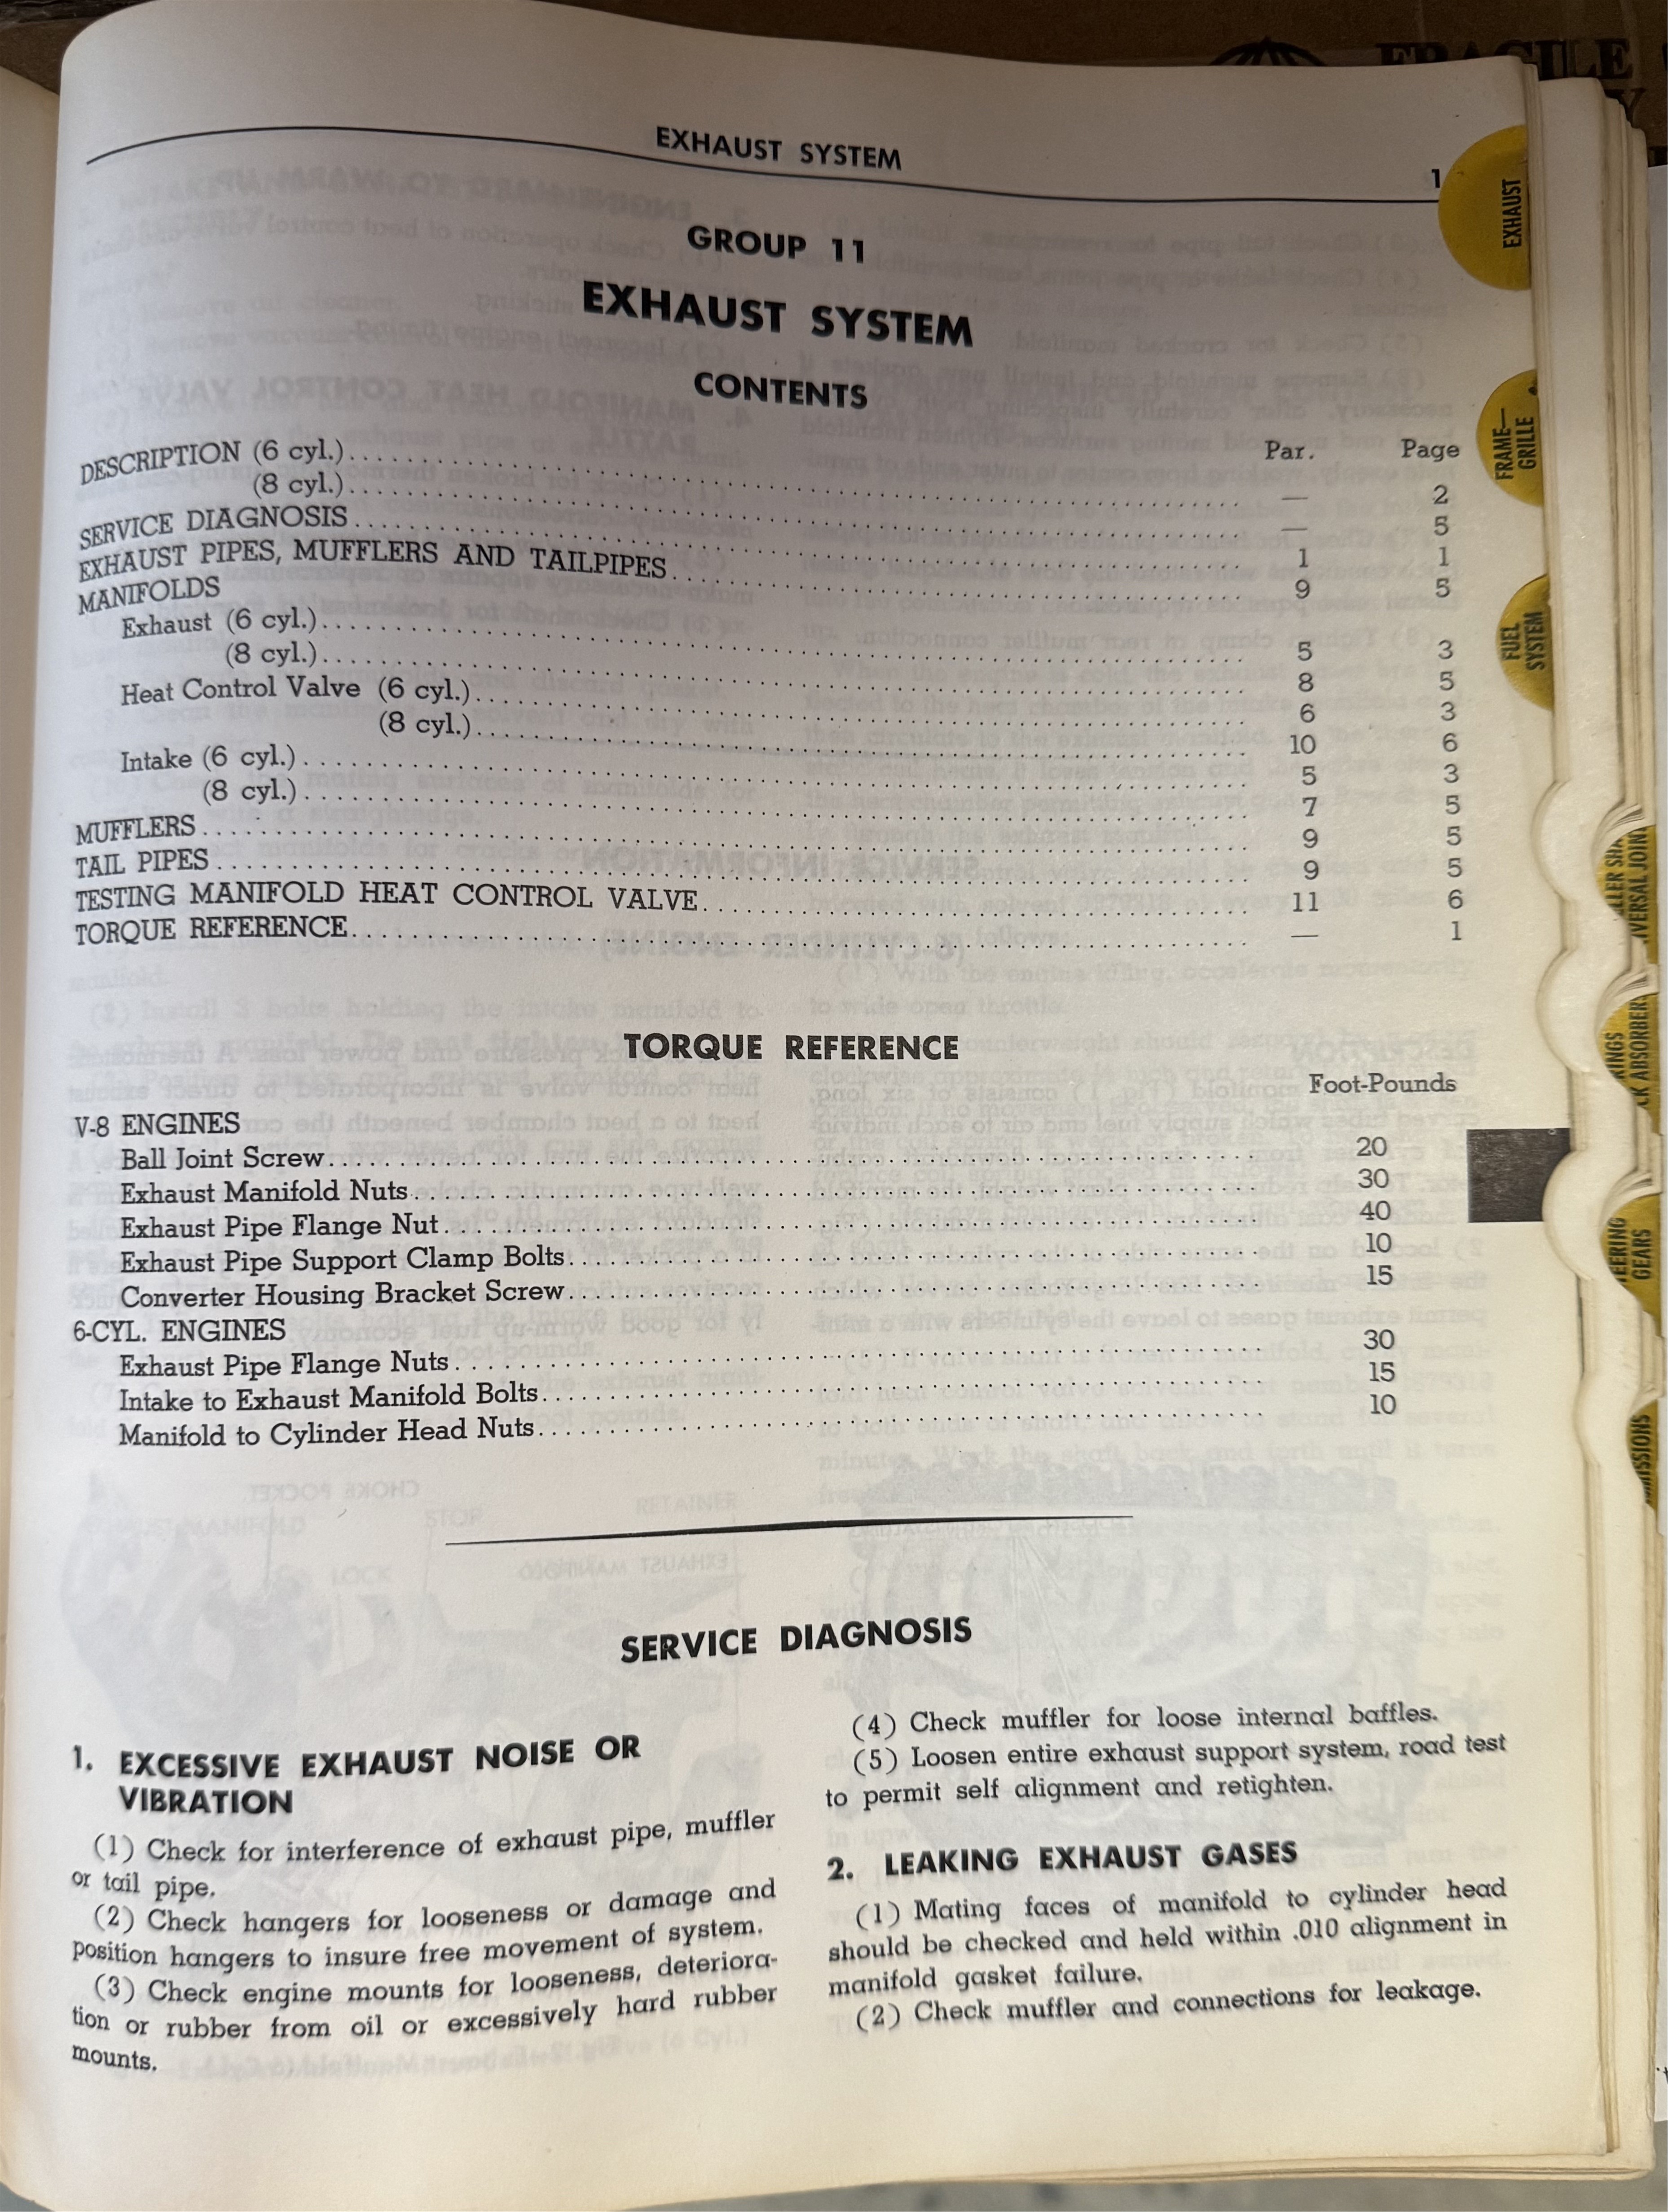 FRAGILE
EXHAUST SYSTEM
1
GROUP 11
EXHAUST SYSTEM
CONTENTS
Par. Page
DESCRIPTION (6 cyl.) — 2
(8 cyl.) — 5
SERVICE DIAGNOSIS 1 1
EXHAUST PIPES, MUFFLERS AND TAILPIPES 9 5
MANIFOLDS
Exhaust (6 cyl.) 5 3
(8 cyl.) 8 5
Heat Control Valve (6 cyl.) 6 3
(8 cyl.) 10 6
Intake (6 cyl.) 5 3
(8 cyl.) 7 5
MUFFLERS 9 5
TAIL PIPES 9 5
TESTING MANIFOLD HEAT CONTROL VALVE 11 6
TORQUE REFERENCE — 1
TORQUE REFERENCE
Foot-Pounds
V-8 ENGINES
Ball Joint Screw 20
Exhaust Manifold Nuts 30
Exhaust Pipe Flange Nut 40
Exhaust Pipe Support Clamp Bolts 10
Converter Housing Bracket Screw 15
6-CYL. ENGINES
Exhaust Pipe Flange Nuts 30
Intake to Exhaust Manifold Bolts 15
Manifold to Cylinder Head Nuts 10
SERVICE DIAGNOSIS
1. EXCESSIVE EXHAUST NOISE OR
VIBRATION
(1) Check for interference of exhaust pipe, muffler
or tail pipe.
(2) Check hangers for looseness or damage and
position hangers to insure free movement of system.
(3) Check engine mounts for looseness, deteriora-
tion or rubber from oil or excessively hard rubber
mounts.
(4) Check muffler for loose internal baffles.
(5) Loosen entire exhaust support system, road test
to permit self alignment and retighten.
2. LEAKING EXHAUST GASES
(1) Mating faces of manifold to cylinder head
should be checked and held within .010 alignment in
manifold gasket failure.
(2) Check muffler and connections for leakage.
EXHAUST
FRAME—
GRILLE
FUEL
SYSTEM
GEARS